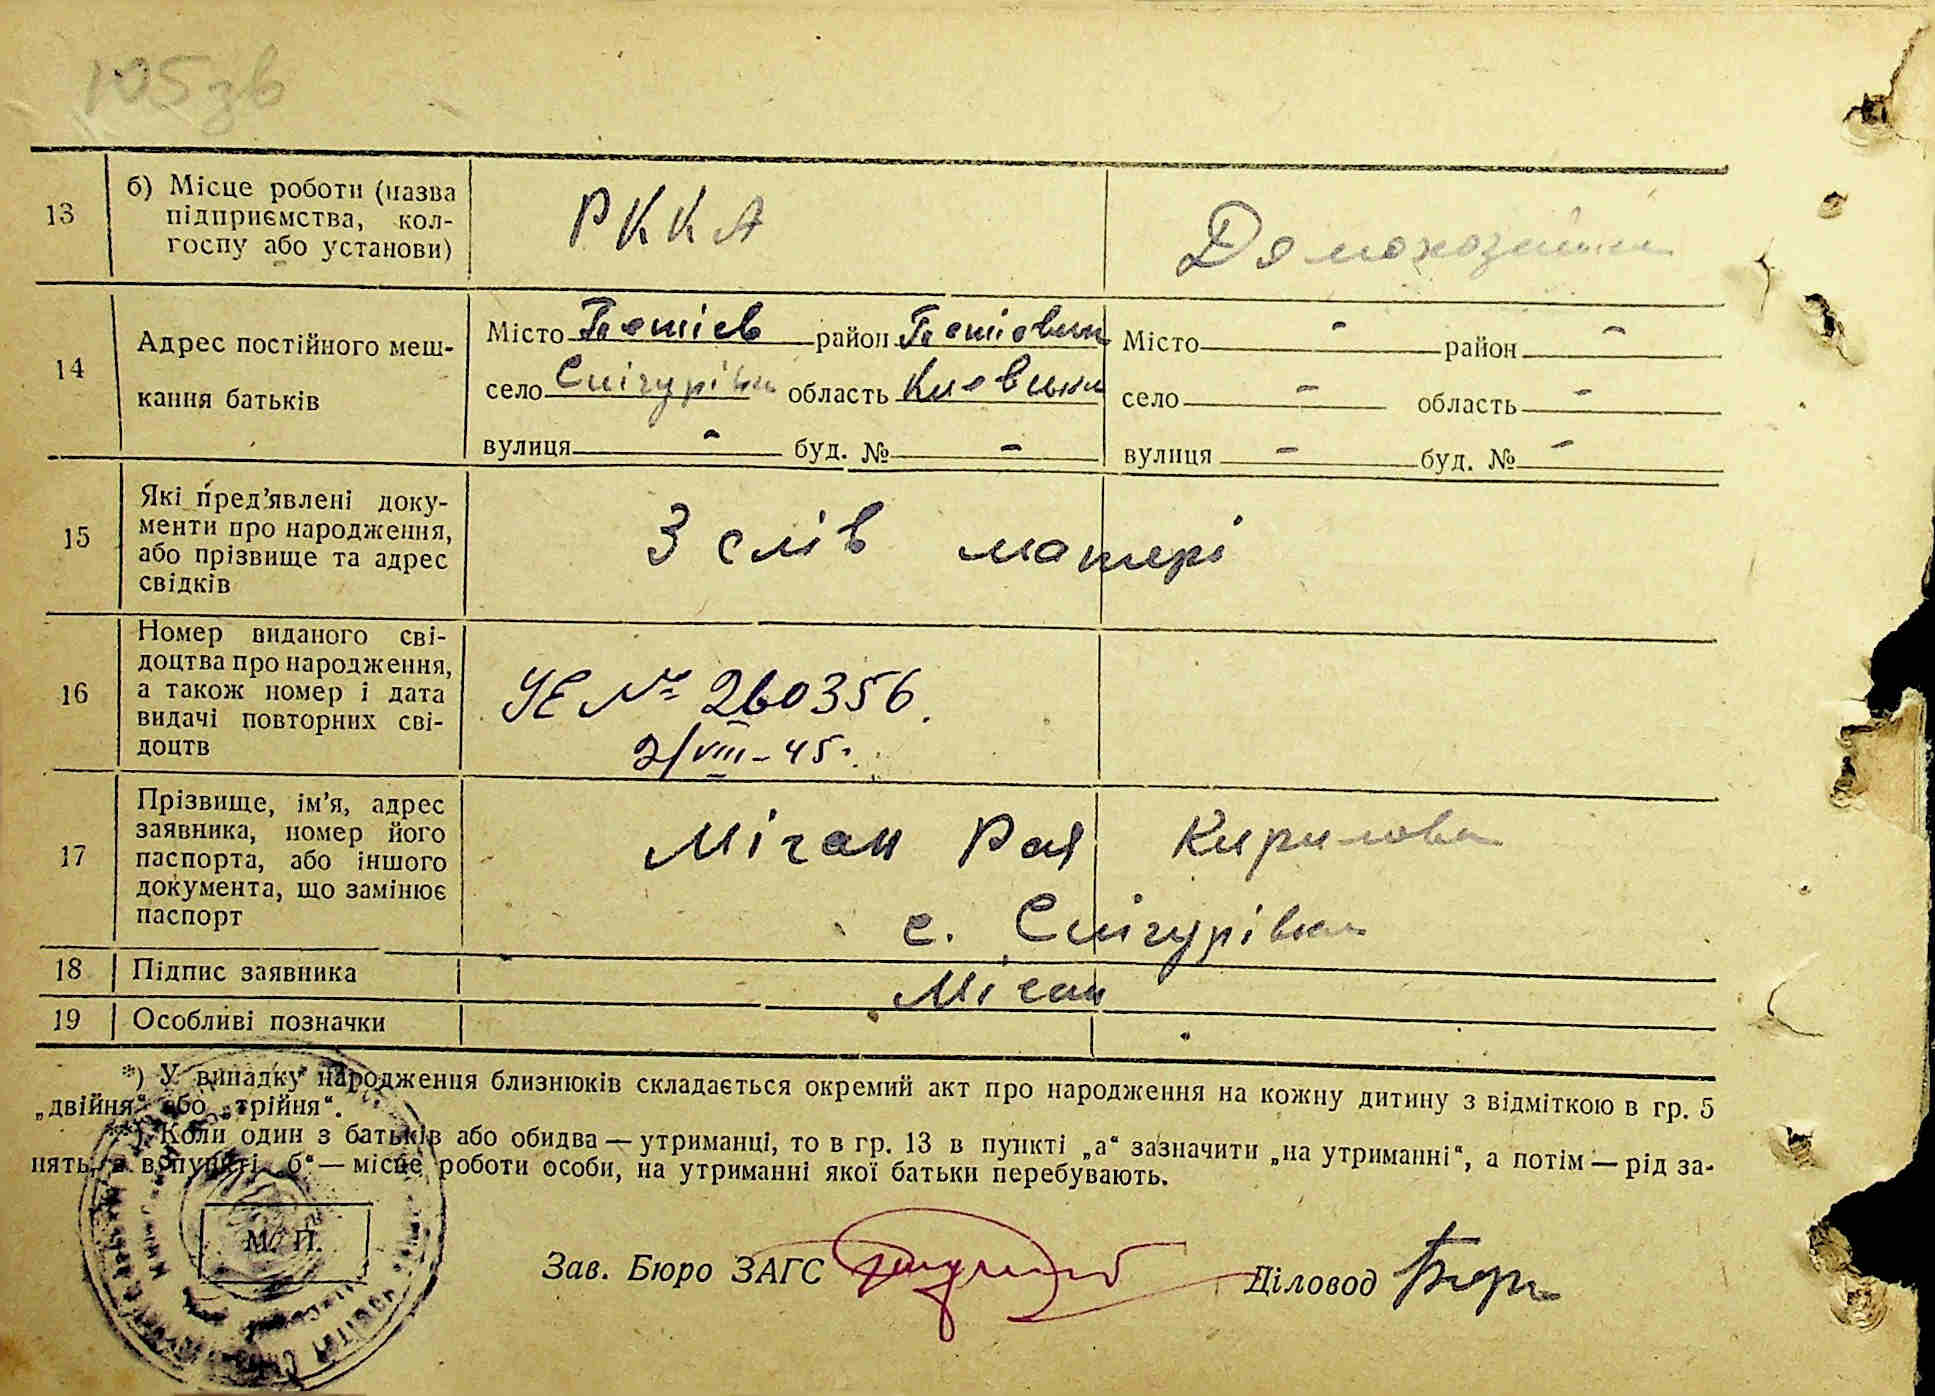 105зв
13
б) Місце роботи (назва
підприємства, кол-
госпу або установи)
РККА
Домохозяйка
14
Адрес постійного меш-
кання батьків
Місто Тетіїв район Тетіївськ
село Снігурівка область Києвська
вулиця - буд. № -
Місто - район -
село - область -
вулиця - буд. № -
15
Які пред’явлені доку-
менти про народження,
або прізвище та адрес
свідків
З слів матері
16
Номер виданого сві-
доцтва про народження,
а також номер і дата
видачі повторних сві-
доцтв
УЕ № 260356.
2/VIII-45.
17
Прізвище, ім’я, адрес
заявника, номер його
паспорта, або іншого
документа, що замінює
паспорт
Міган Рая Кирилова
с. Снігурівка
18 Підпис заявника
Міган
19 Особливі позначки
*) У випадку народження близнюків складається окремий акт про народження на кожну дитину з відміткою в гр. 5
„двійня“ або „трійня“.
**) Коли один з батьків або обидва — утриманці, то в гр. 13 в пункті „а“ зазначити „на утриманні“, а потім — рід за-
нять, а в пункті „б“ — місце роботи особи, на утриманні якої батьки перебувають.
М. П.
Зав. Бюро ЗАГС
Діловод